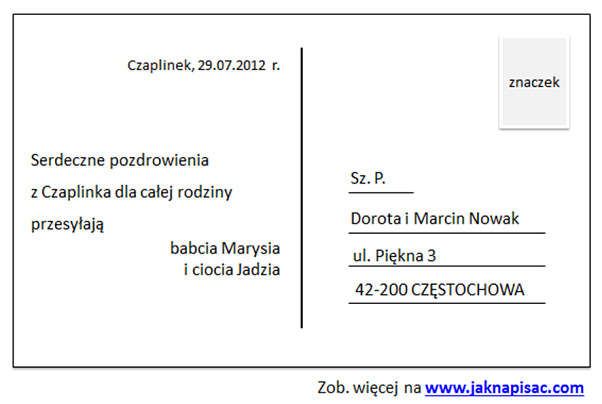 Czaplinek, 29.07.2012 r.
Serdeczne pozdrowienia
z Czaplinka dla całej rodziny
przesyłają
babcia Marysia
i ciocia Jadzia
znaczek
Sz. P.
Dorota i Marcin Nowak
ul. Piękna 3
42-200 CZĘSTOCHOWA
Zob. więcej na www.jaknapisac.com